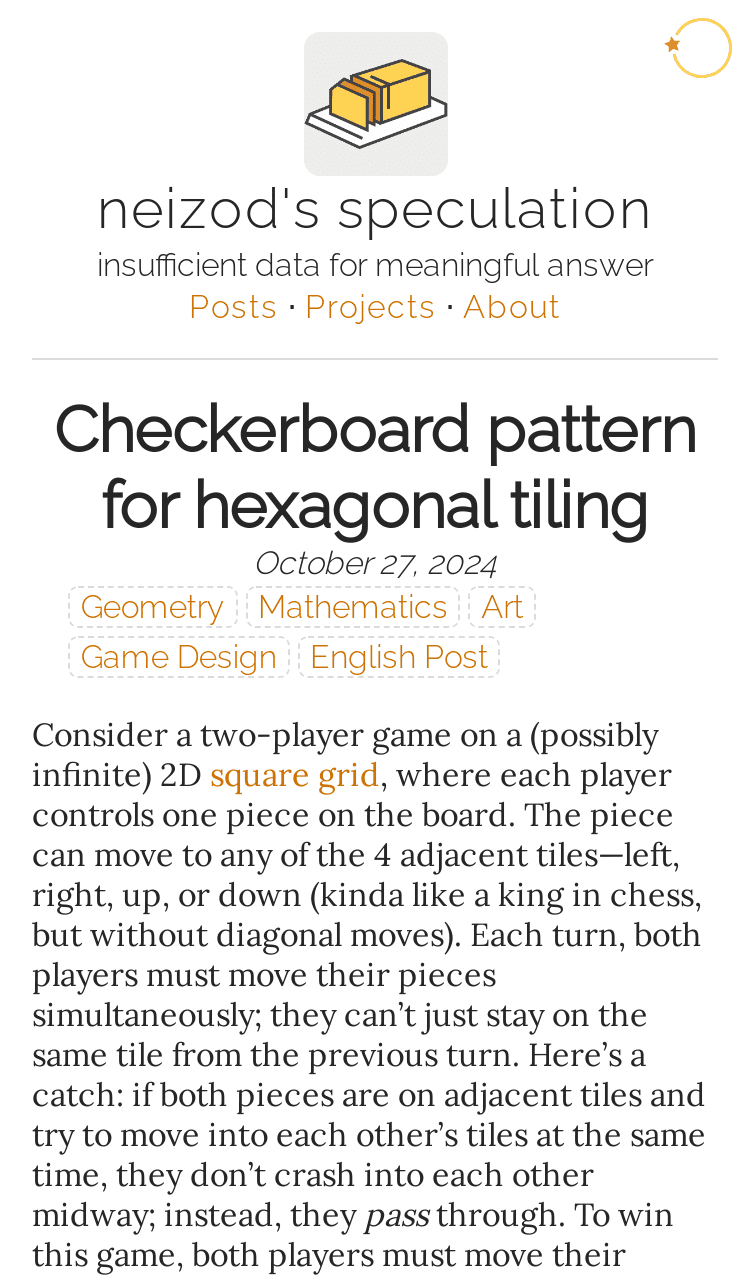 neizod's speculation
insufficient data for meaningful answer
Posts · Projects · About
Checkerboard pattern
for hexagonal tiling
October 27, 2024
Geometry Mathematics Art
Game Design English Post
Consider a two-player game on a (possibly
infinite) 2D square grid, where each player
controls one piece on the board. The piece
can move to any of the 4 adjacent tiles—left,
right, up, or down (kinda like a king in chess,
but without diagonal moves). Each turn, both
players must move their pieces
simultaneously; they can’t just stay on the
same tile from the previous turn. Here’s a
catch: if both pieces are on adjacent tiles and
try to move into each other’s tiles at the same
time, they don’t crash into each other
midway; instead, they pass through. To win
this game, both players must move their